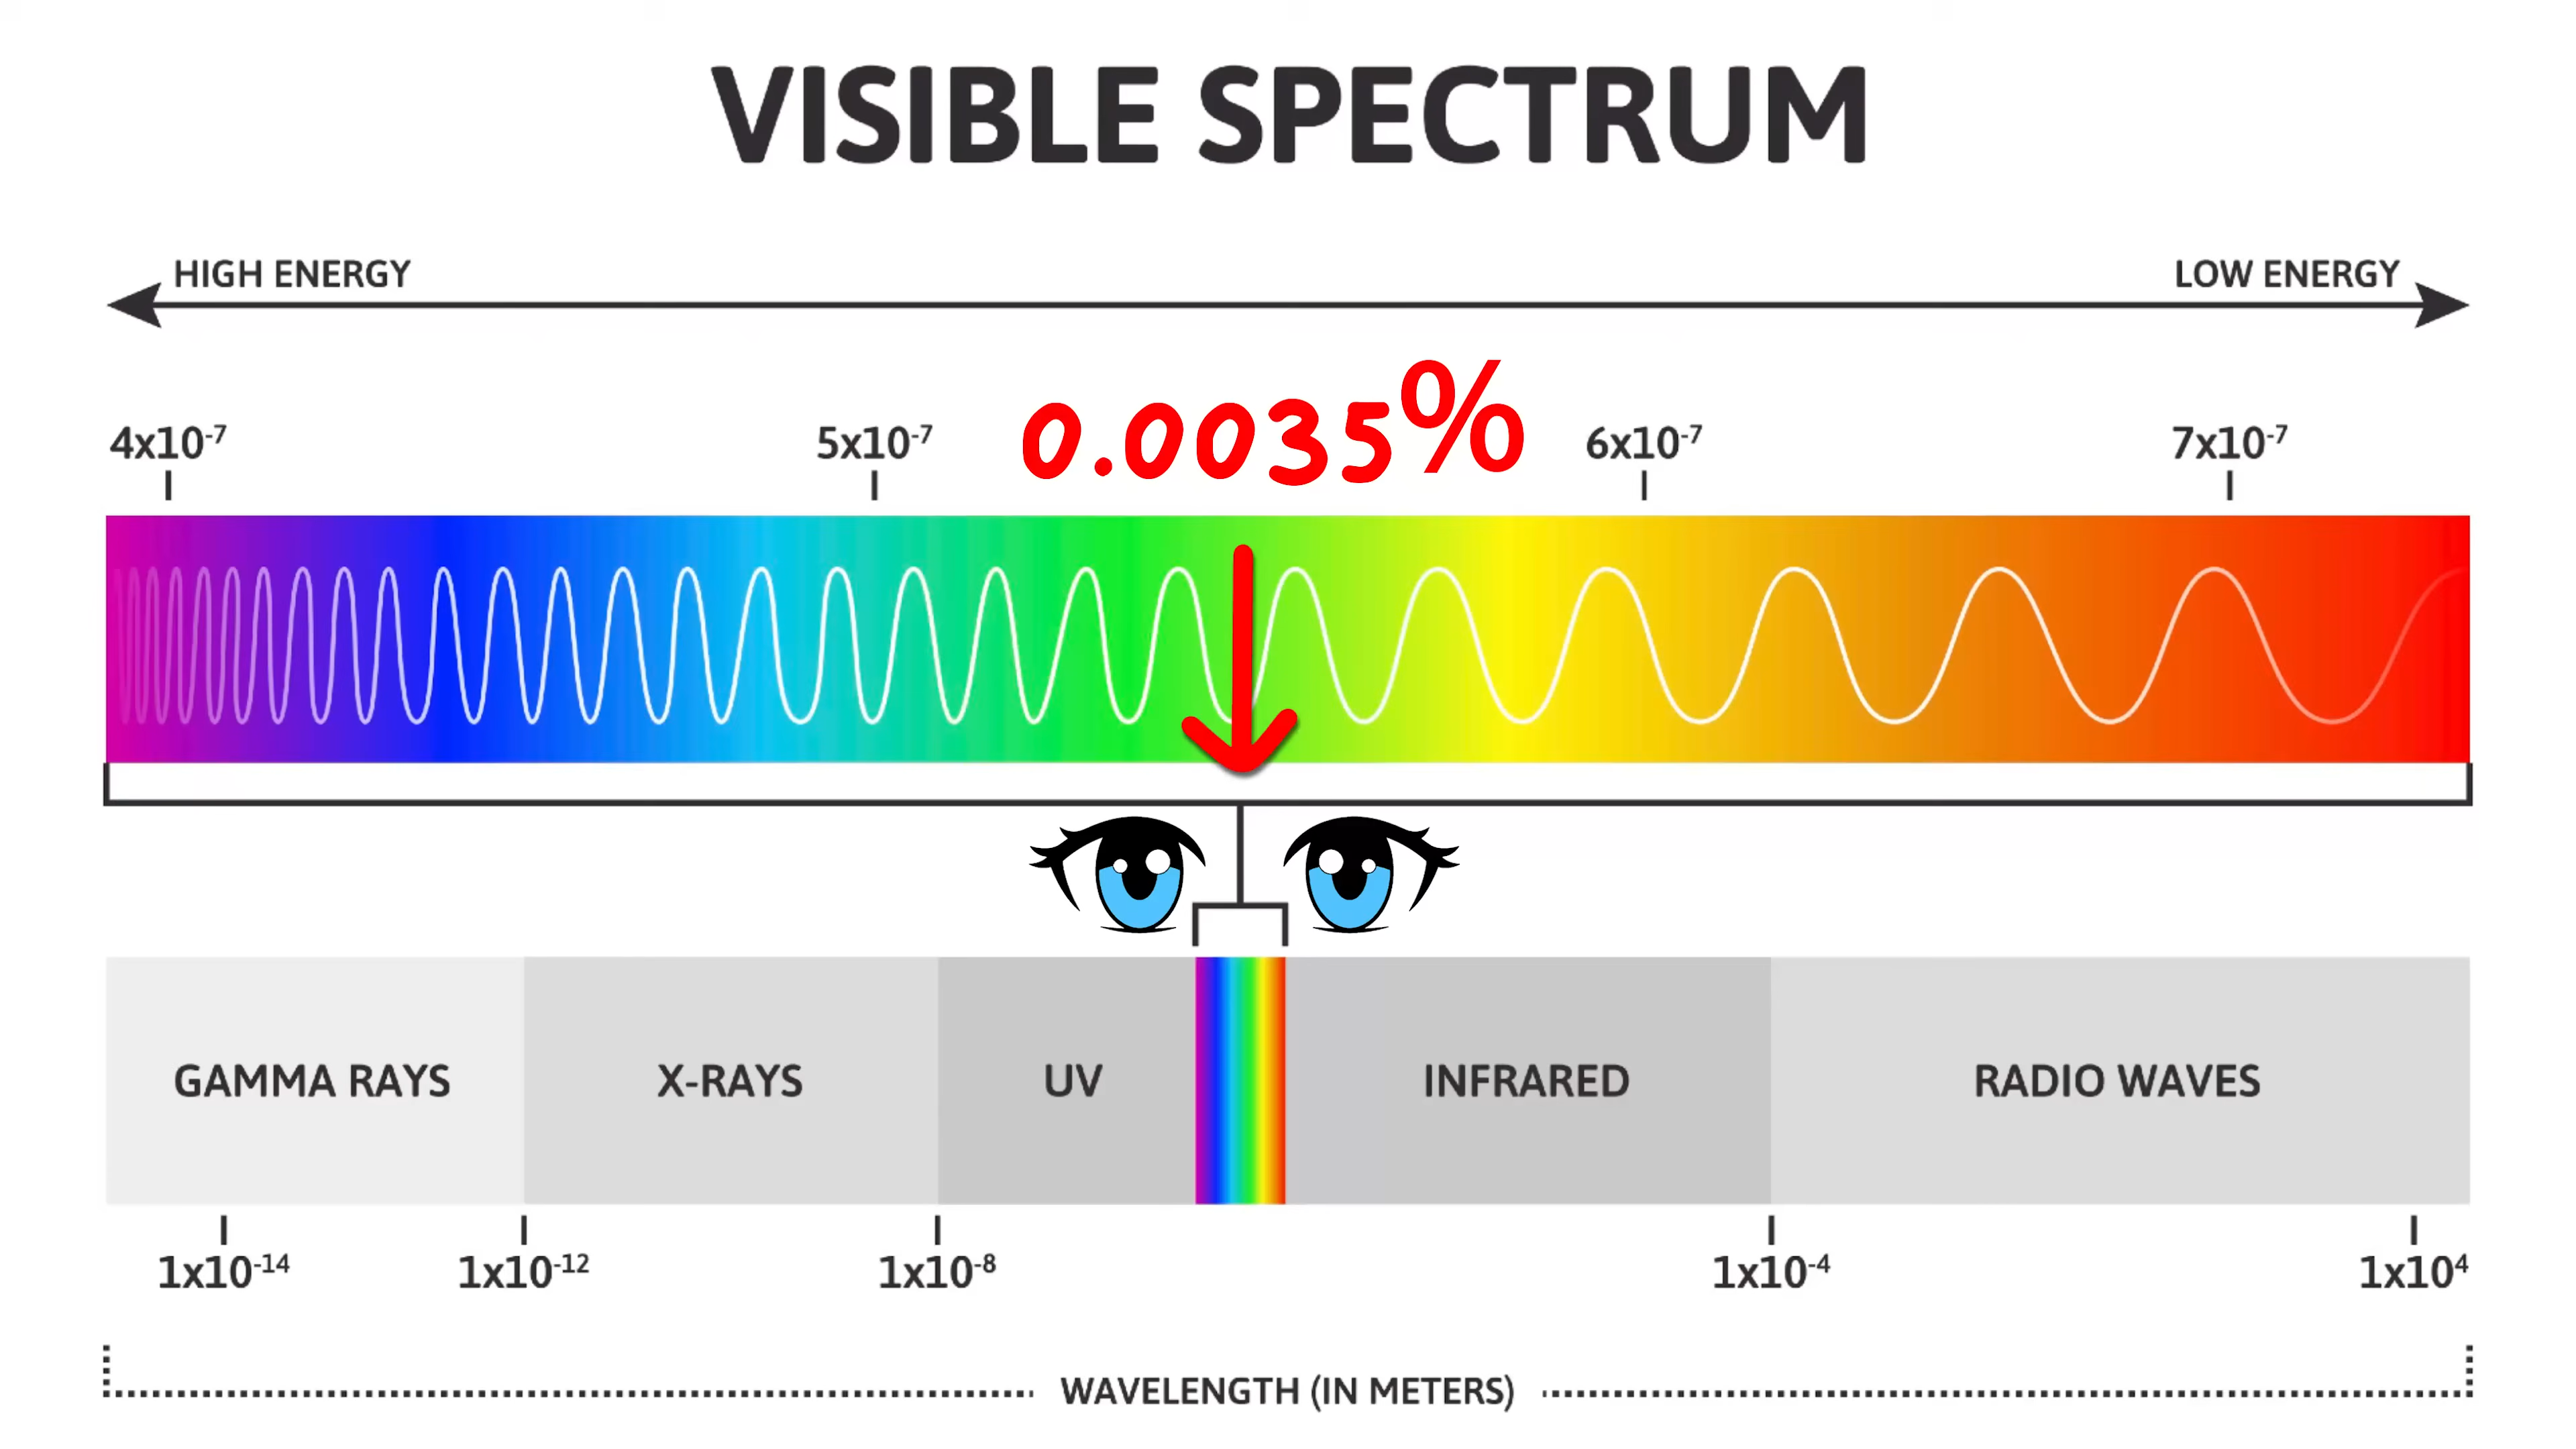 VISIBLE SPECTRUM
HIGH ENERGY LOW ENERGY
0.0035%
4x10⁻⁷ 5x10⁻⁷ 6x10⁻⁷ 7x10⁻⁷
GAMMA RAYS X-RAYS UV INFRARED RADIO WAVES
1x10⁻¹⁴ 1x10⁻¹² 1x10⁻⁸ 1x10⁻⁴ 1x10⁴
WAVELENGTH (IN METERS)